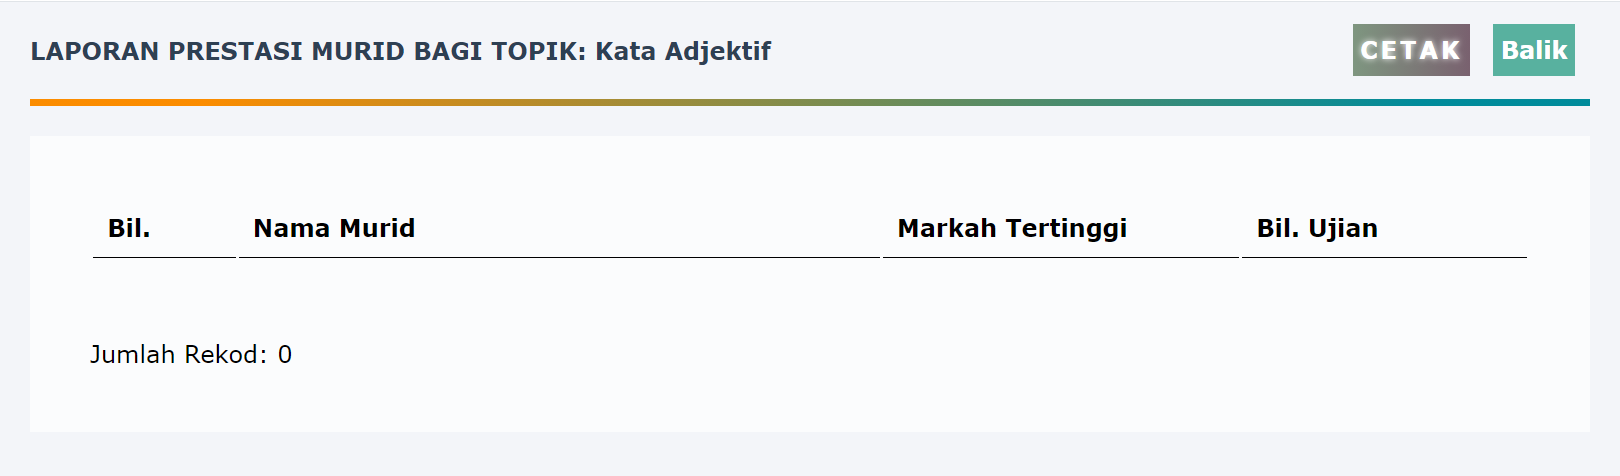 LAPORAN PRESTASI MURID BAGI TOPIK: Kata Adjektif CETAK Balik
Bil. Nama Murid Markah Tertinggi Bil. Ujian
Jumlah Rekod: 0